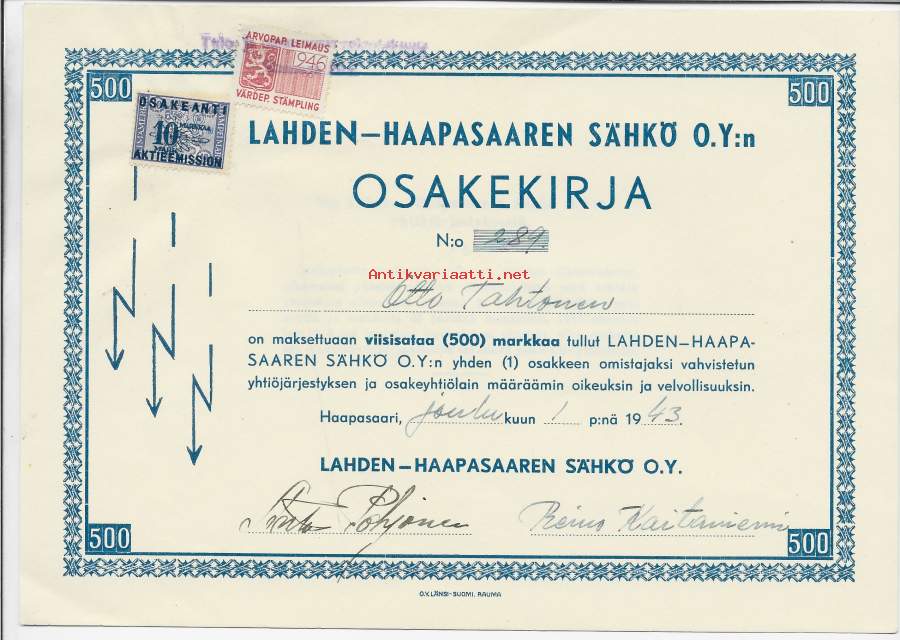 ARVOPAP. LEIMAUS
1946
VÄRDEP. STÄMPLING
500
500
OSAKEANTI
10
MARKKAA
AKTIEEMISSION
LAHDEN—HAAPASAAREN SÄHKÖ O.Y:n
OSAKEKIRJA
N:o 289.
Antikvariaatti.net
Otto Tahtonen
on maksettuaan viisisataa (500) markkaa tullut LAHDEN—HAAPA-
SAAREN SÄHKÖ O.Y:n yhden (1) osakkeen omistajaksi vahvistetun
yhtiöjärjestyksen ja osakeyhtiölain määräämin oikeuksin ja velvollisuuksin.
Haapasaari, joulu kuun 1 p:nä 1943.
LAHDEN—HAAPASAAREN SÄHKÖ O.Y.
Pohjonen Reino Kaitaniemi
500
500
O.Y. LÄNSI-SUOMI, RAUMA